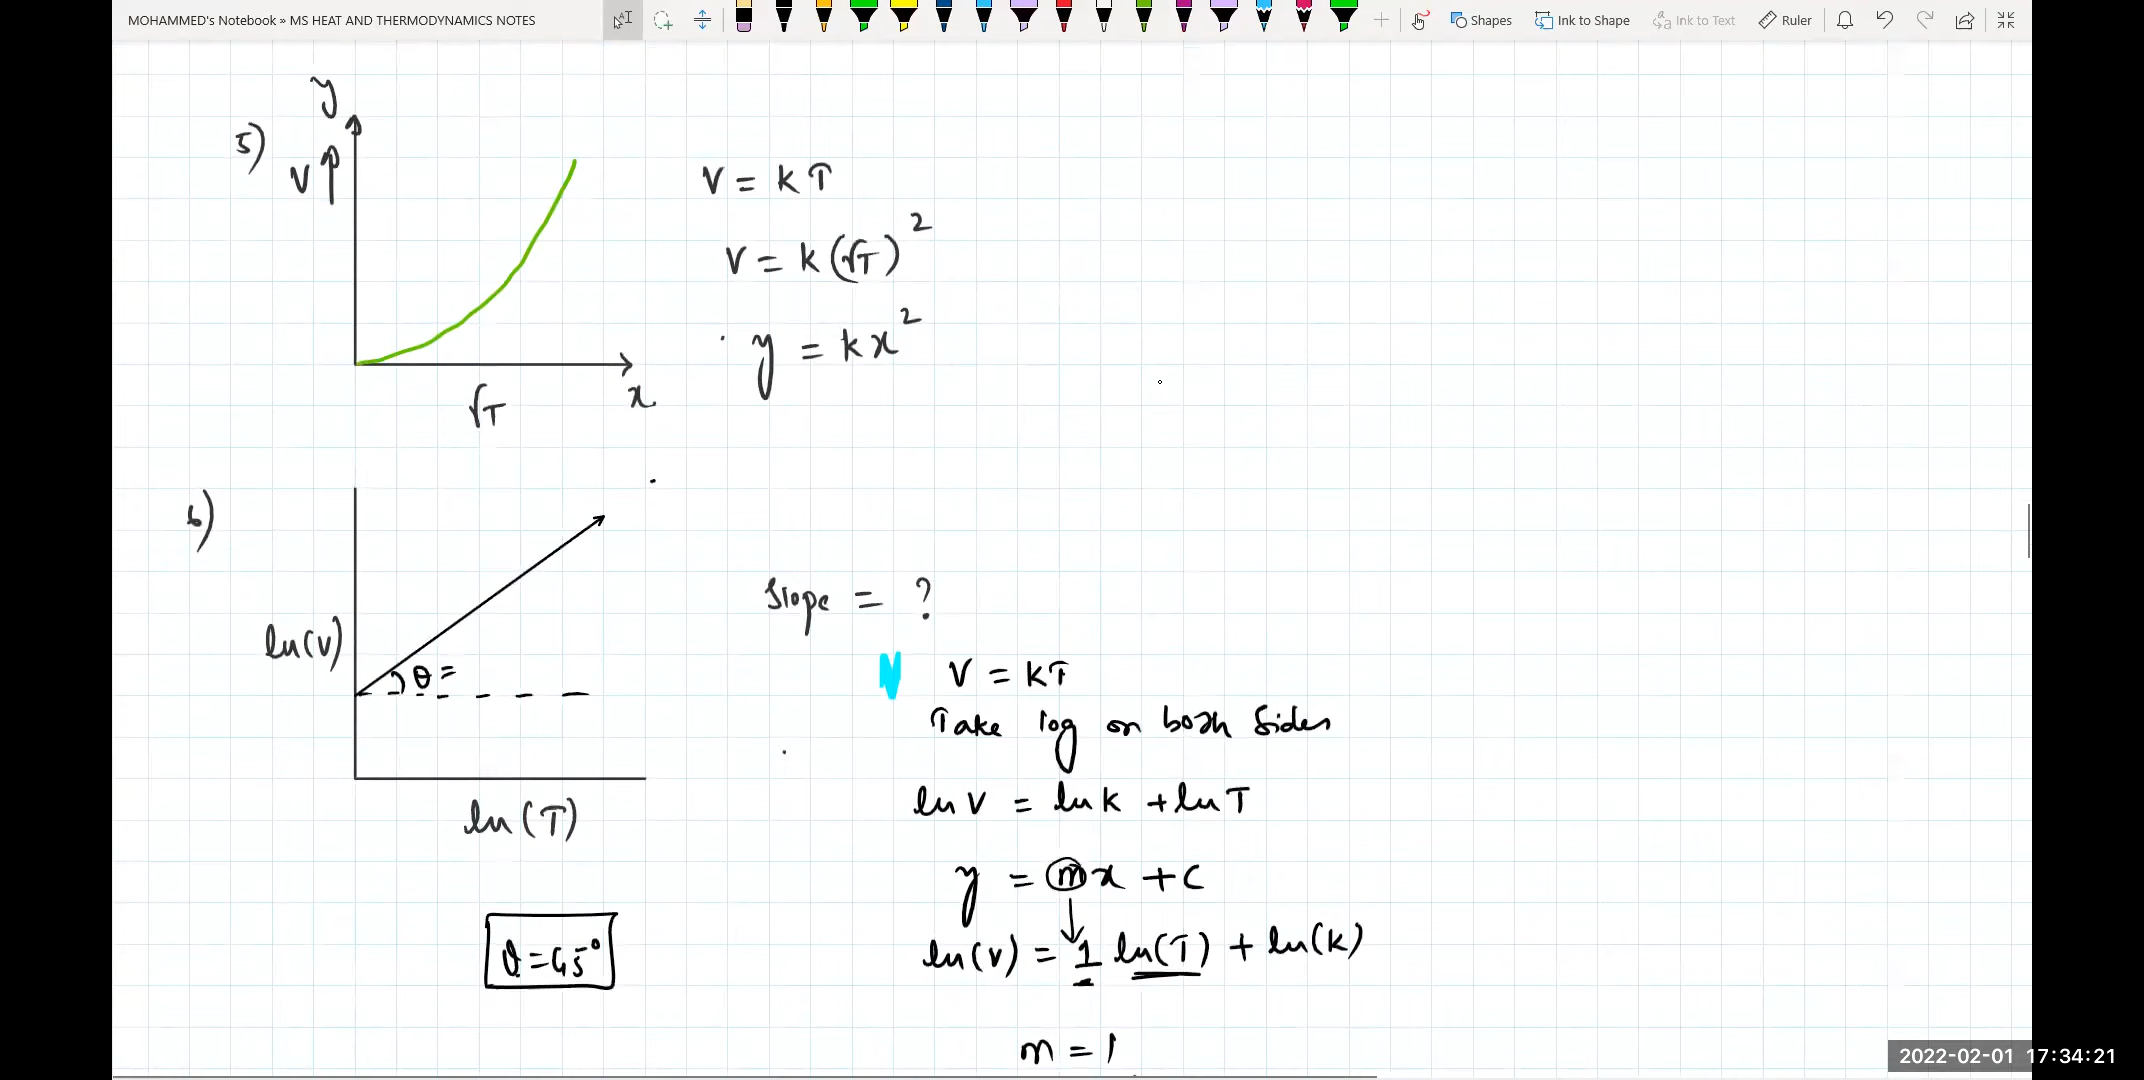 MOHAMMED's Notebook » MS HEAT AND THERMODYNAMICS NOTES
Shapes Ink to Shape Ink to Text Ruler
y
5)
V↑
√T
x
V = kT
V = k(√T)²
y = kx²
6)
ln(V)
θ =
ln(T)
θ = 45°
Slope = ?
V = kT
Take log on both sides
ln V = ln k + ln T
y = mx + c
ln(V) = 1 ln(T) + ln(k)
m = 1
2022-02-01 17:34:21